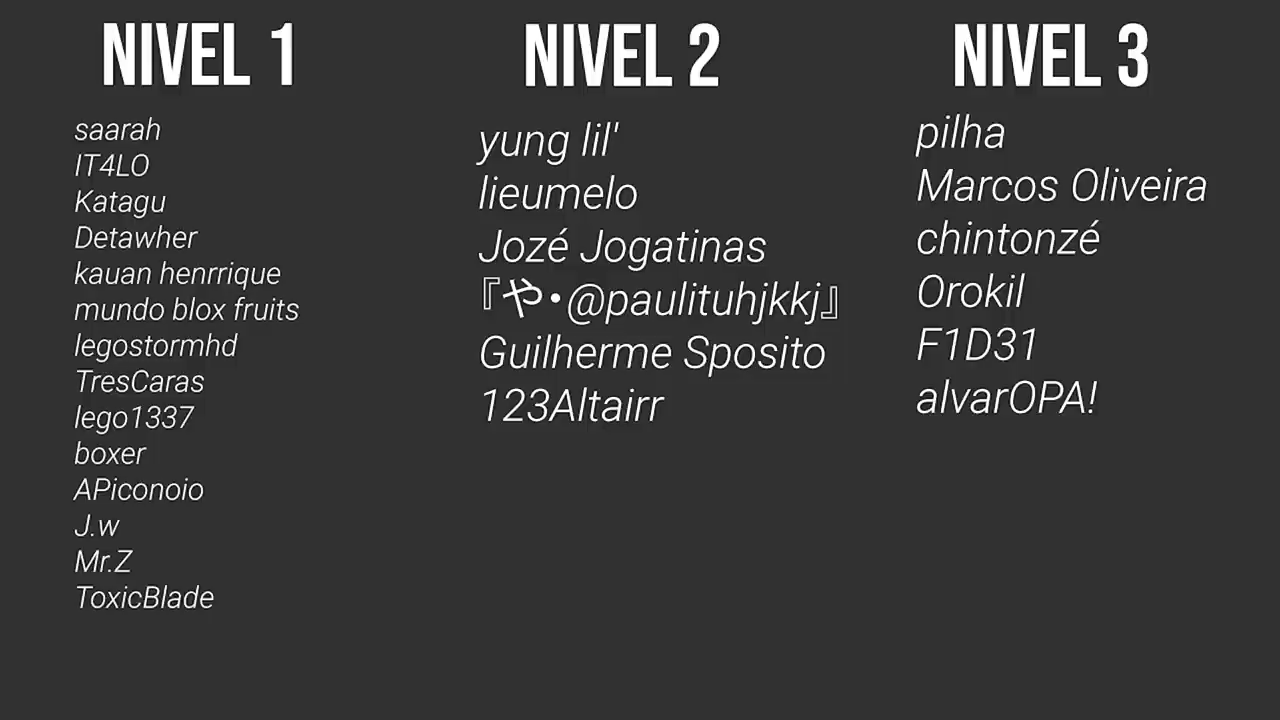 NIVEL 1
saarah
IT4LO
Katagu
Detawher
kauan henrrique
mundo blox fruits
legostormhd
TresCaras
lego1337
boxer
APiconoio
J.w
Mr.Z
ToxicBlade
NIVEL 2
yung lil'
lieumelo
Jozé Jogatinas
『や•@paulituhjkkj』
Guilherme Sposito
123Altairr
NIVEL 3
pilha
Marcos Oliveira
chintonzé
Orokil
F1D31
alvarOPA!